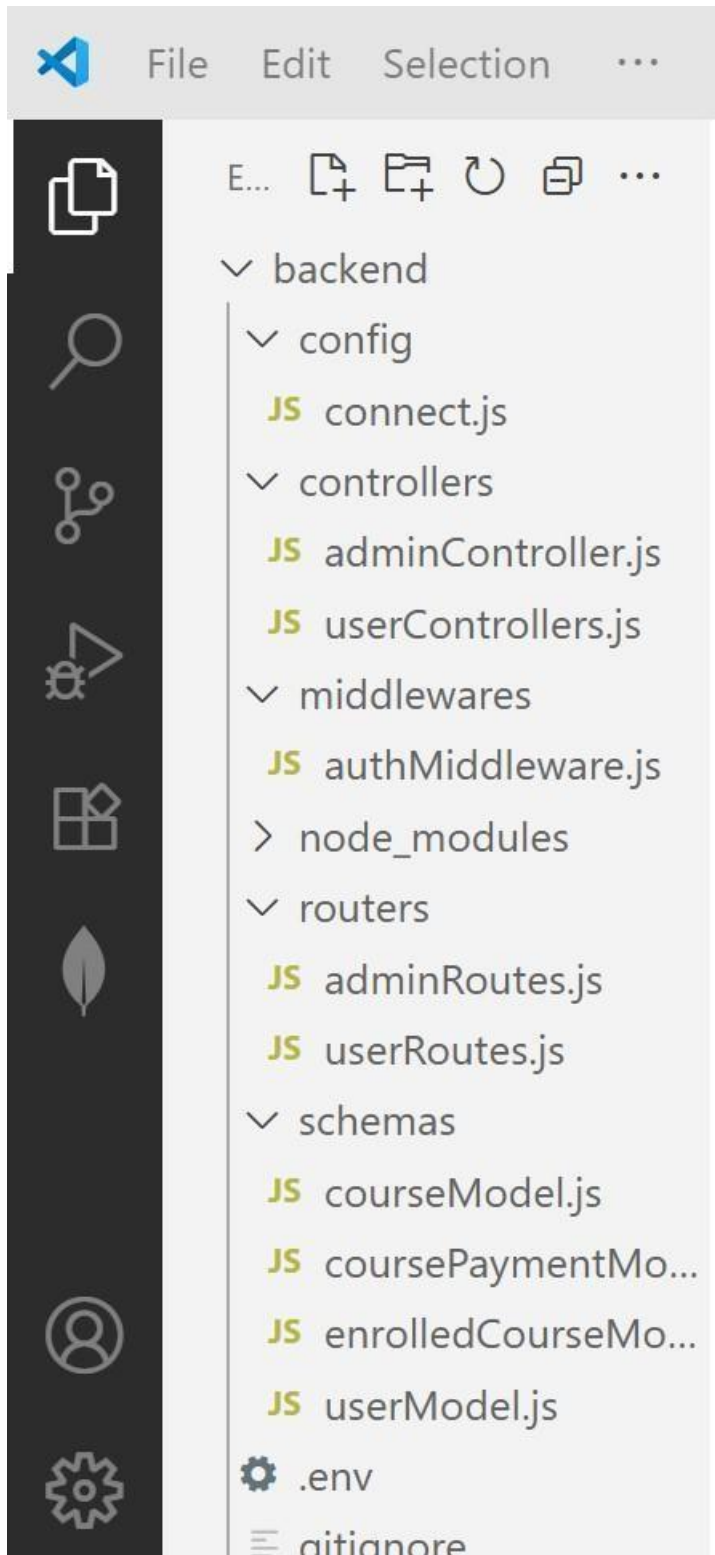 File Edit Selection ...
E... ...
backend
config
JS connect.js
controllers
JS adminController.js
JS userControllers.js
middlewares
JS authMiddleware.js
node_modules
routers
JS adminRoutes.js
JS userRoutes.js
schemas
JS courseModel.js
JS coursePaymentMo...
JS enrolledCourseMo...
JS userModel.js
.env
gitignore